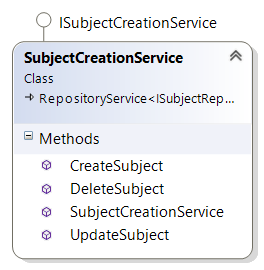 ISubjectCreationService
SubjectCreationService
Class
RepositoryService<ISubjectRep...
Methods
CreateSubject
DeleteSubject
SubjectCreationService
UpdateSubject